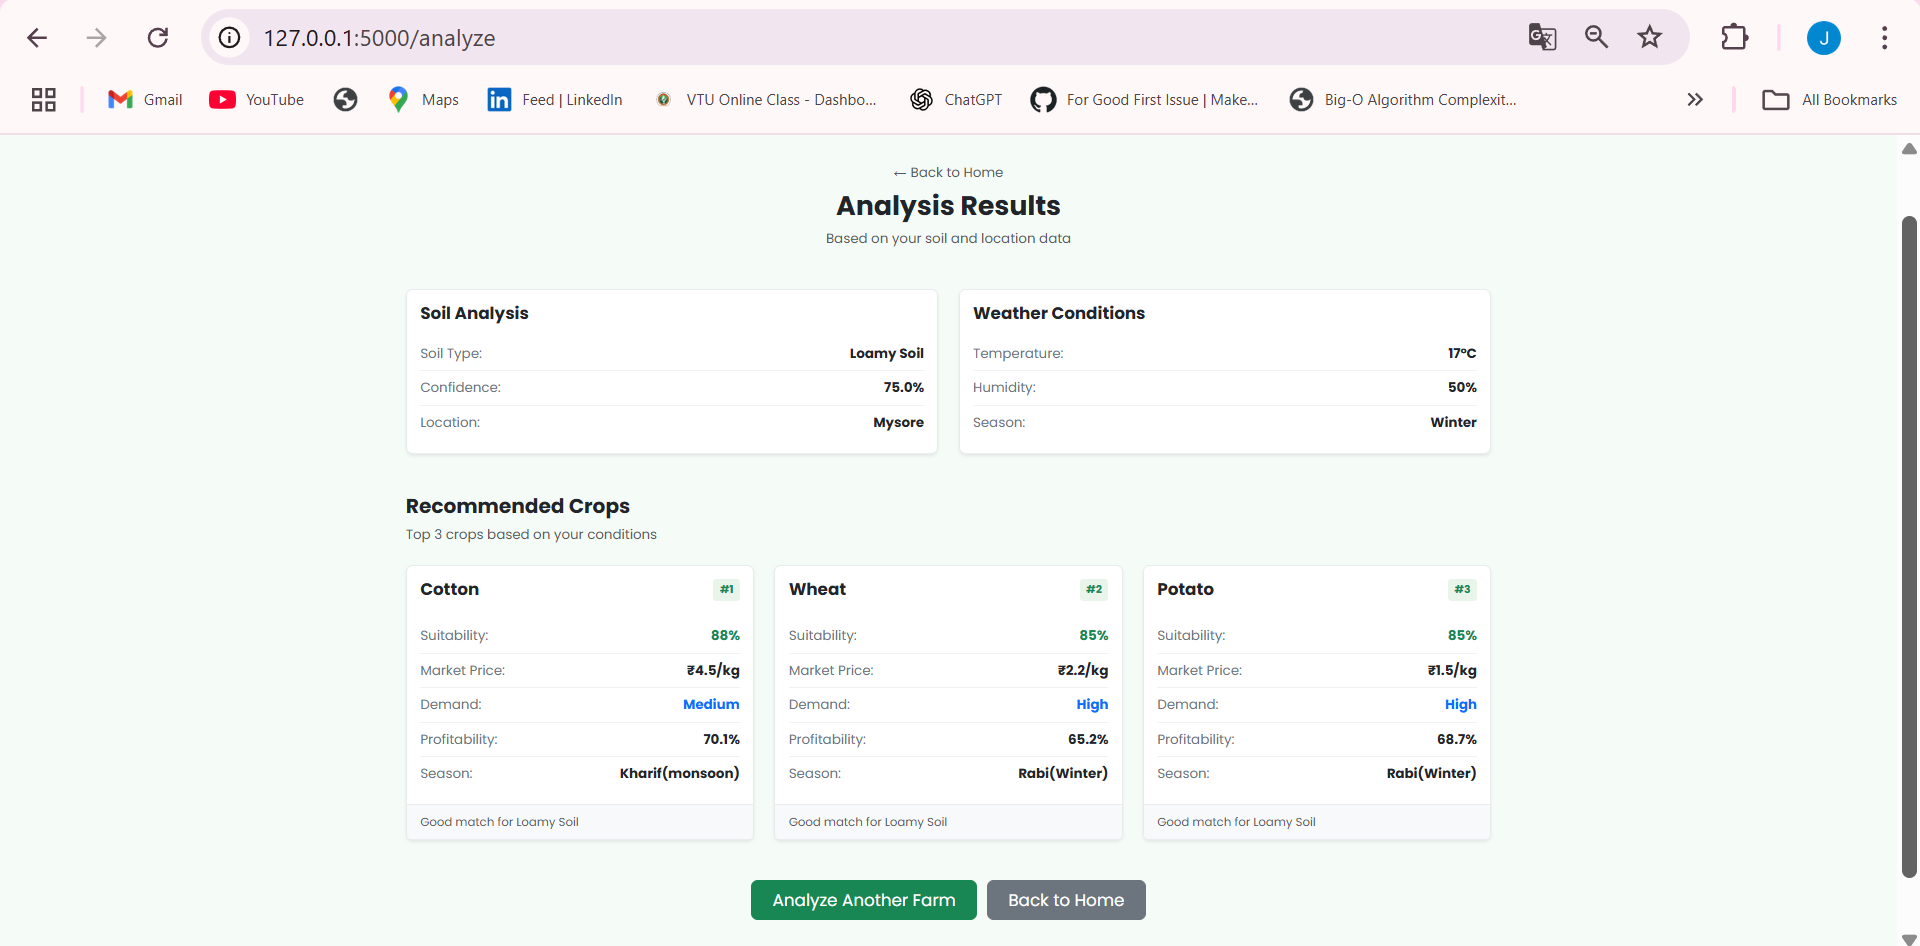 127.0.0.1:5000/analyze
J
Gmail
YouTube
Maps
Feed | LinkedIn
VTU Online Class - Dashbo...
ChatGPT
For Good First Issue | Make...
Big-O Algorithm Complexit...
All Bookmarks
← Back to Home
Analysis Results
Based on your soil and location data
Soil Analysis
Soil Type: Loamy Soil
Confidence: 75.0%
Location: Mysore
Weather Conditions
Temperature: 17°C
Humidity: 50%
Season: Winter
Recommended Crops
Top 3 crops based on your conditions
Cotton #1
Suitability: 88%
Market Price: ₹4.5/kg
Demand: Medium
Profitability: 70.1%
Season: Kharif(monsoon)
Good match for Loamy Soil
Wheat #2
Suitability: 85%
Market Price: ₹2.2/kg
Demand: High
Profitability: 65.2%
Season: Rabi(Winter)
Good match for Loamy Soil
Potato #3
Suitability: 85%
Market Price: ₹1.5/kg
Demand: High
Profitability: 68.7%
Season: Rabi(Winter)
Good match for Loamy Soil
Analyze Another Farm
Back to Home